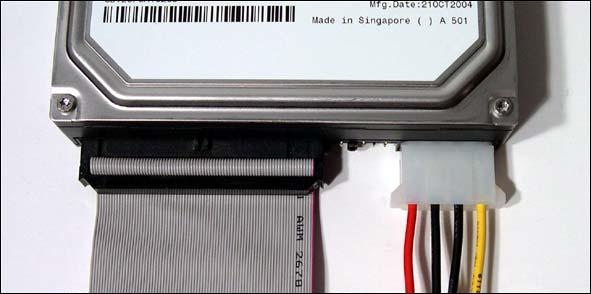 Mfg.Date:21OCT2004
Made in Singapore ( ) A 501
AWM 2678